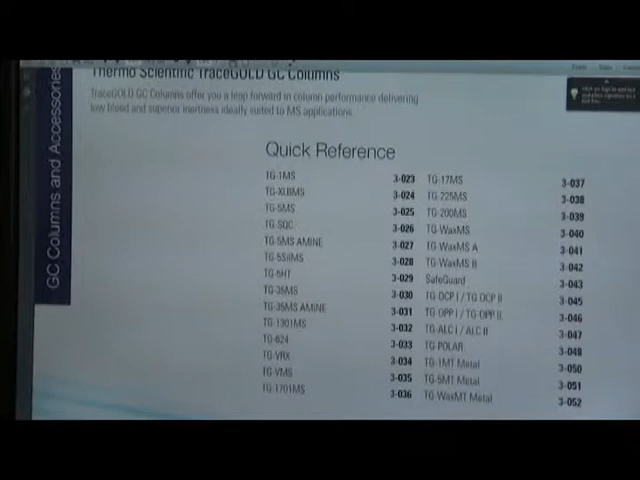 Thermo Scientific TraceGOLD GC Columns
TraceGOLD GC Columns offer you a leap forward in column performance delivering
low bleed and superior inertness ideally suited to MS applications.
GC Columns and Accessories
Quick Reference
TG-1MS 3-023
TG-XLBMS 3-024
TG-5MS 3-025
TG-SQC 3-026
TG-5MS AMINE 3-027
TG-5SilMS 3-028
TG-5HT 3-029
TG-35MS 3-030
TG-35MS AMINE 3-031
TG-1301MS 3-032
TG-624 3-033
TG-VRX 3-034
TG-VMS 3-035
TG-1701MS 3-036
TG-17MS 3-037
TG-225MS 3-038
TG-200MS 3-039
TG-WaxMS 3-040
TG-WaxMS A 3-041
TG-WaxMS B 3-042
SafeGuard 3-043
TG-DCP I / TG DCP II 3-045
TG-OPP I / TG-OPP II 3-046
TG-ALC I / ALC II 3-047
TG POLAR 3-048
TG-1MT Metal 3-050
TG-5MT Metal 3-051
TG-WaxMT Metal 3-052